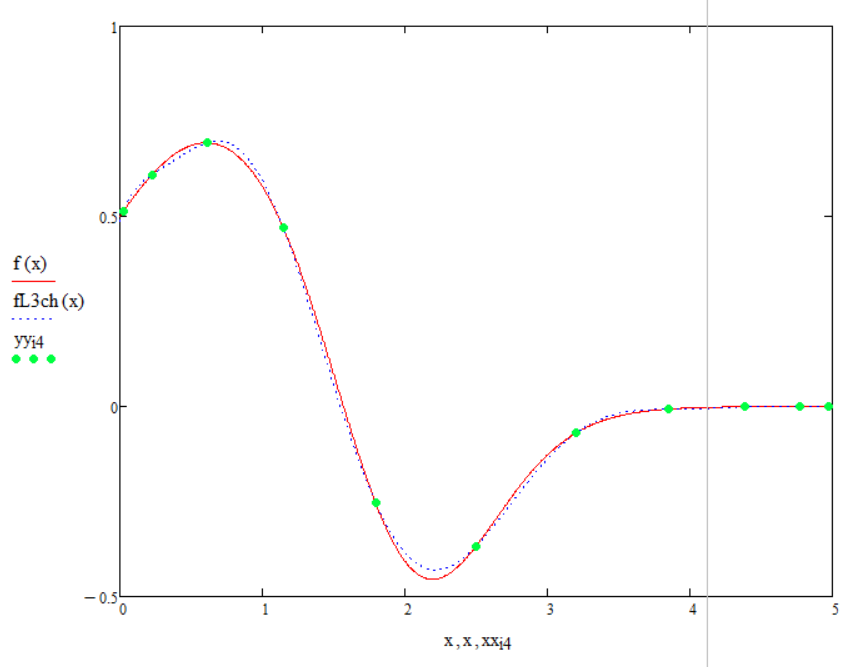 1
0.5
0
− 0.5
f (x)
fL3ch (x)
yyi4
0 1 2 3 4 5
x , x , xxi4